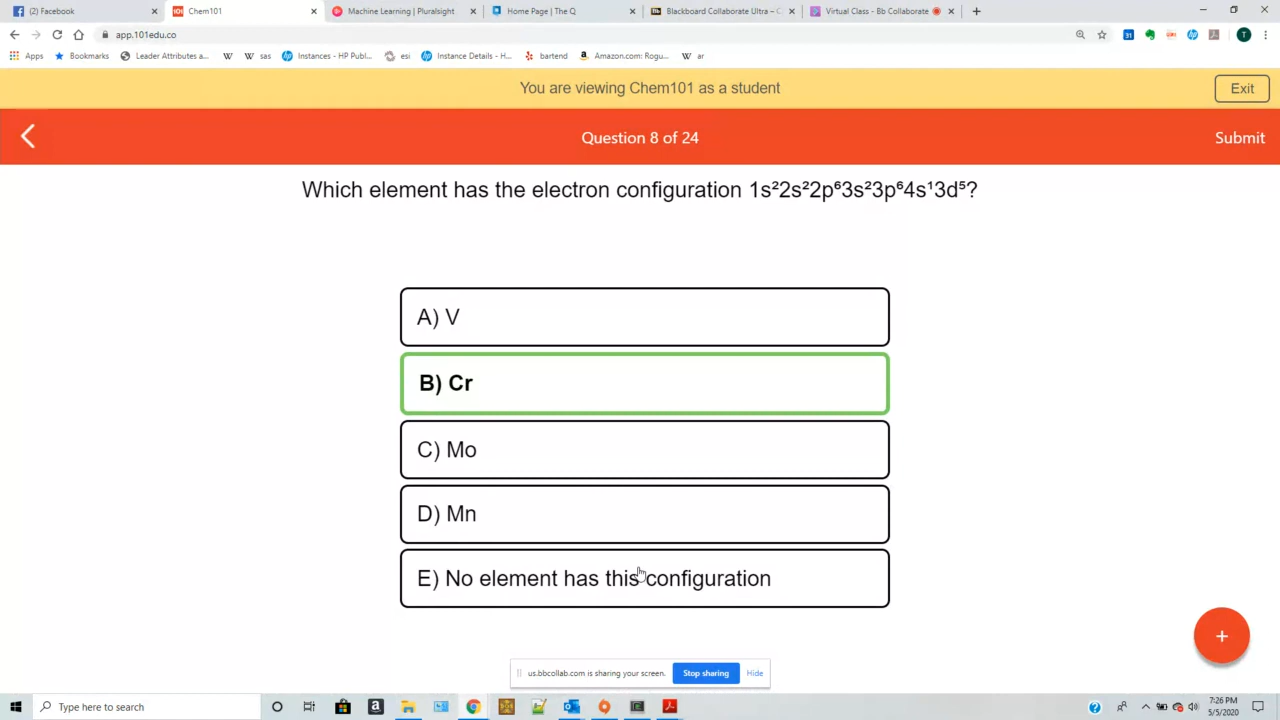 (2) Facebook
Chem101
Machine Learning | Pluralsight
Home Page | The Q
Blackboard Collaborate Ultra – C
Virtual Class - Bb Collaborate
app.101edu.co
Apps
Bookmarks
Leader Attributes a...
sas
Instances - HP Publ...
esi
Instance Details - H...
bartend
Amazon.com: Rogu...
ar
You are viewing Chem101 as a student
Exit
Question 8 of 24
Submit
Which element has the electron configuration 1s²2s²2p⁶3s²3p⁶4s¹3d⁵?
A) V
B) Cr
C) Mo
D) Mn
E) No element has this configuration
+
us.bbcollab.com is sharing your screen.
Stop sharing
Hide
Type here to search
7:26 PM
5/5/2020